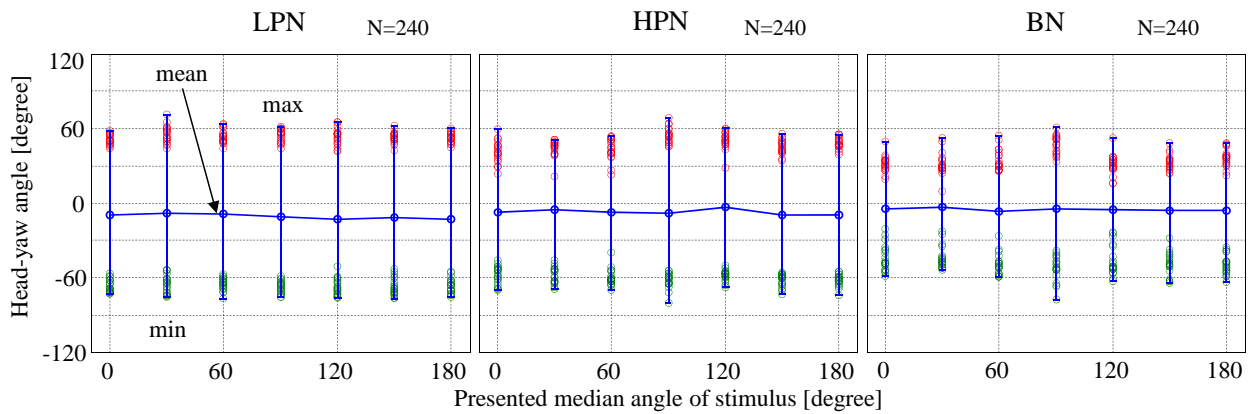 LPN N=240 HPN N=240 BN N=240
120
mean
max
60
0
-60
min
-120
Head-yaw angle [degree]
0 60 120 180 0 60 120 180 0 60 120 180
Presented median angle of stimulus [degree]